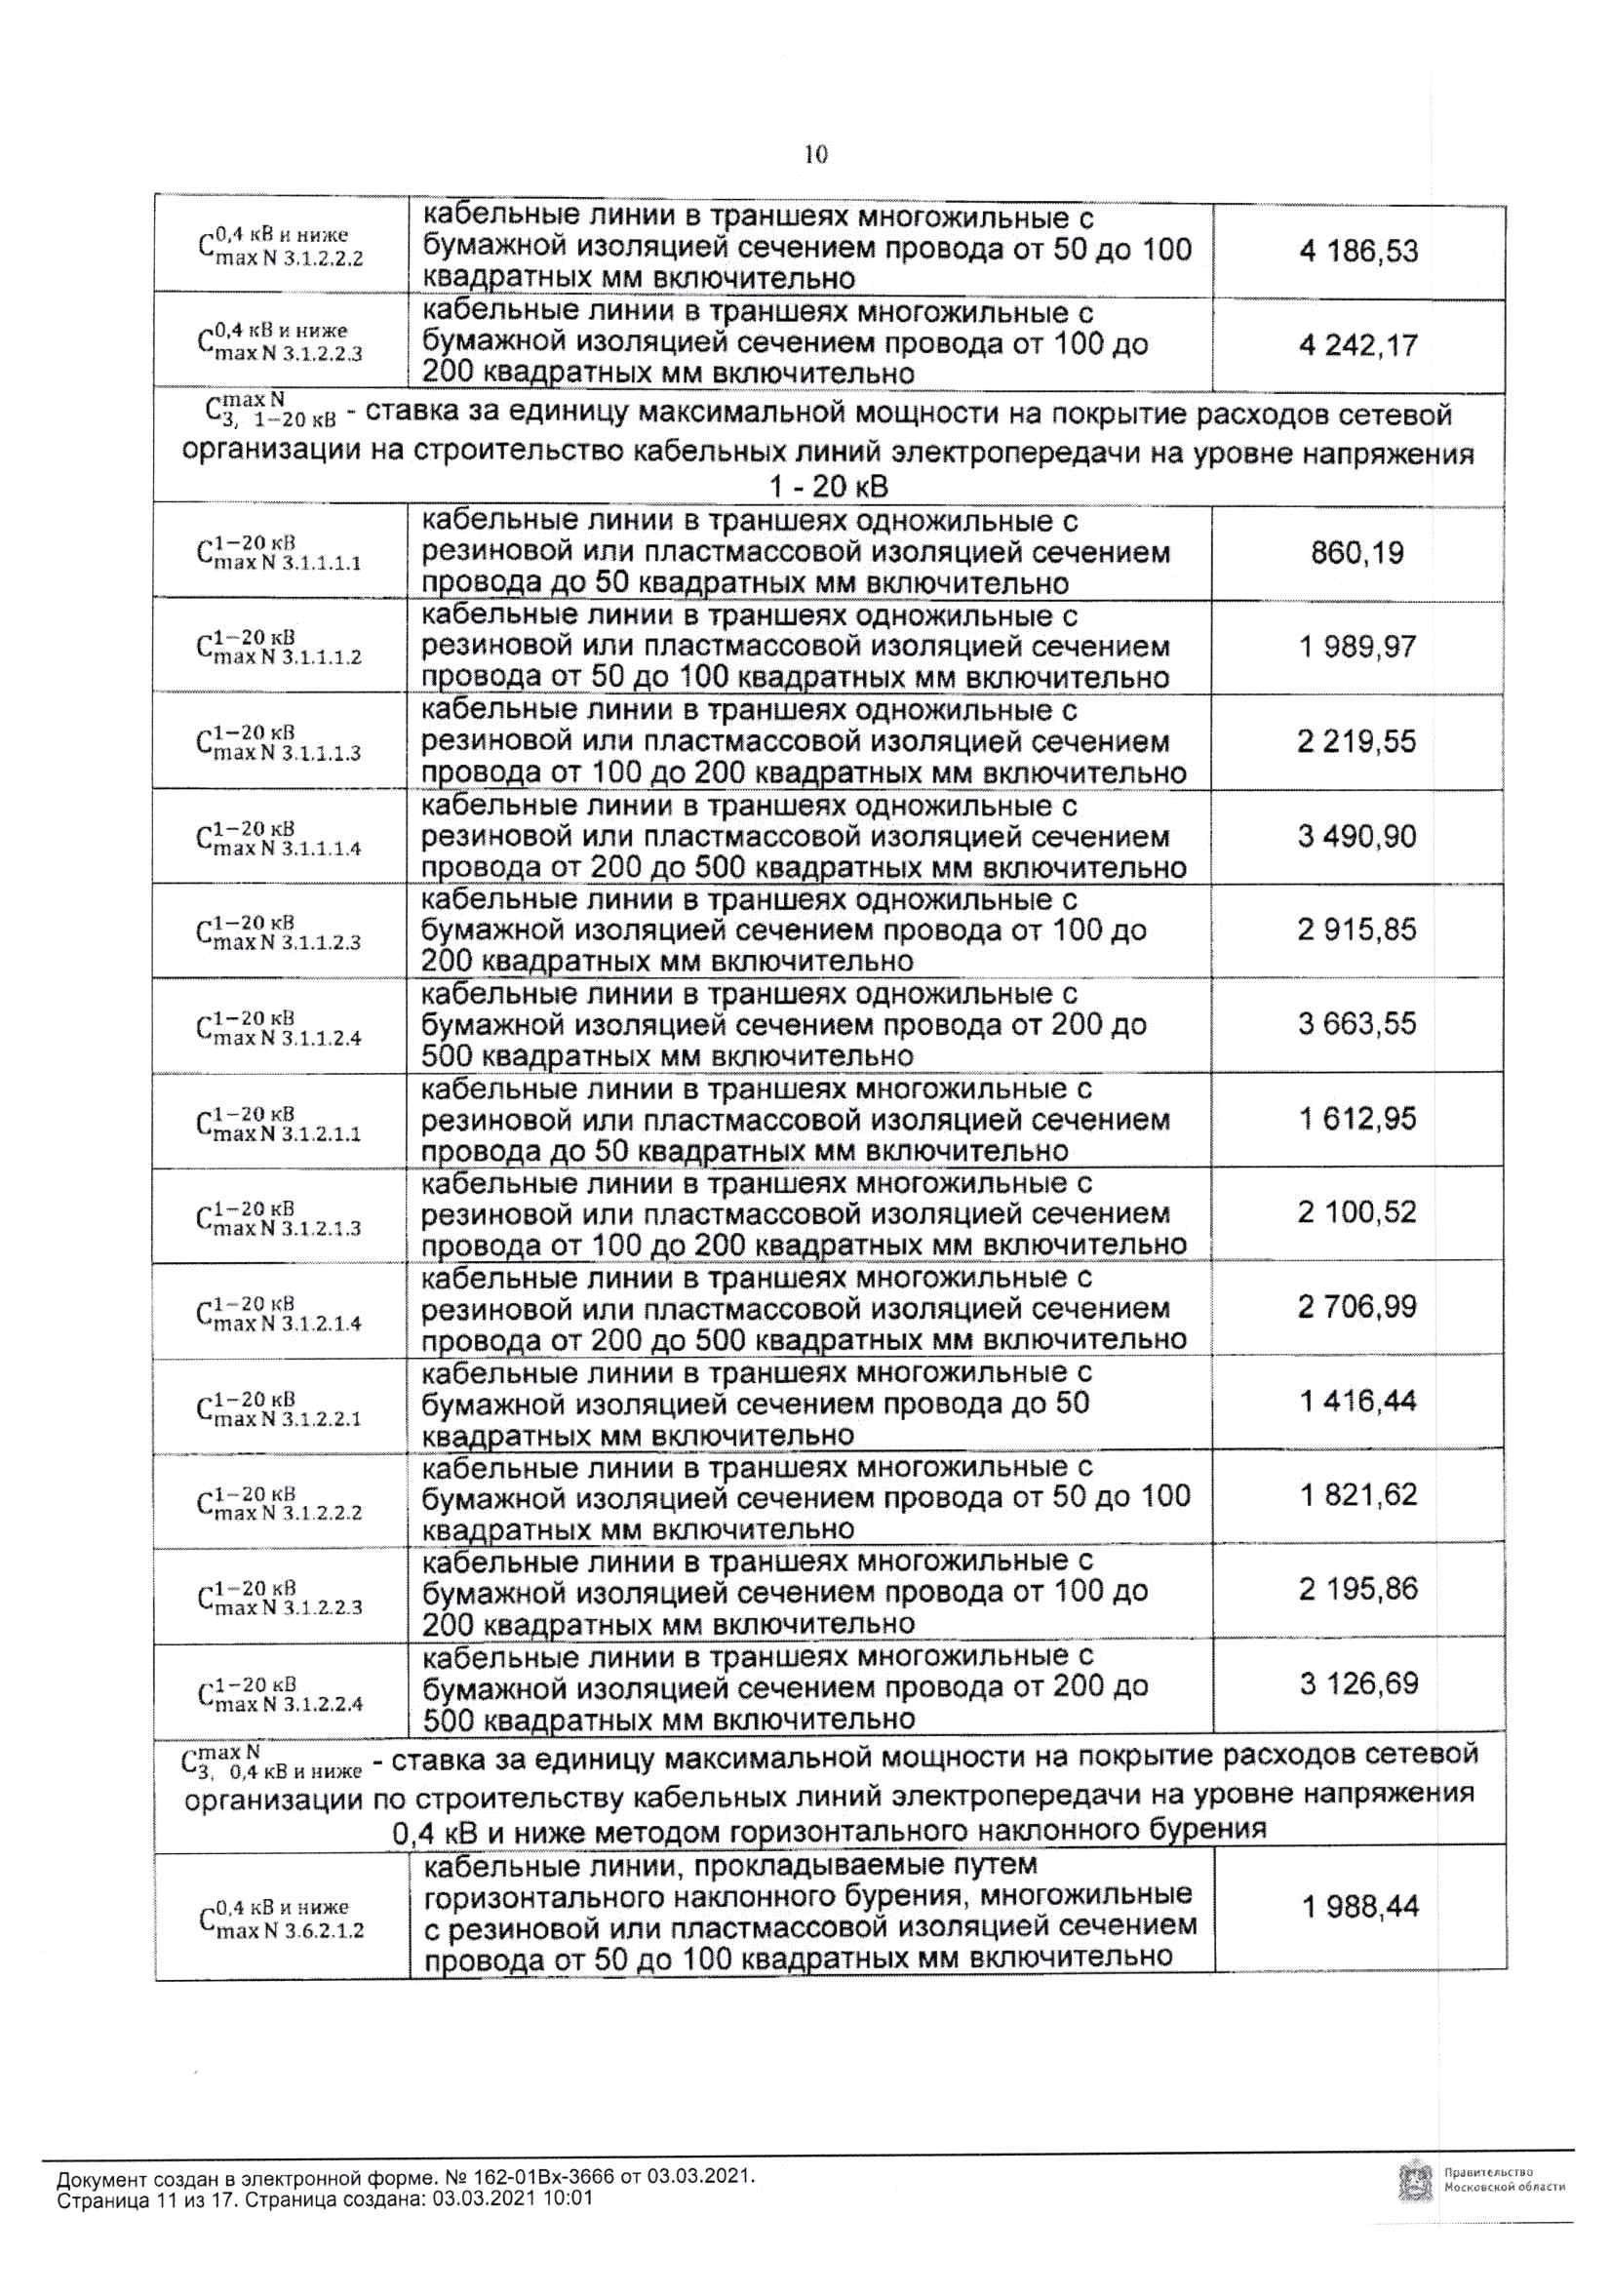 10
C 0,4 кВ и ниже max N 3.1.2.2.2
кабельные линии в траншеях многожильные с
бумажной изоляцией сечением провода от 50 до 100
квадратных мм включительно
4 186,53
C 0,4 кВ и ниже max N 3.1.2.2.3
кабельные линии в траншеях многожильные с
бумажной изоляцией сечением провода от 100 до
200 квадратных мм включительно
4 242,17
C max N 3, 1–20 кВ - ставка за единицу максимальной мощности на покрытие расходов сетевой
организации на строительство кабельных линий электропередачи на уровне напряжения
1 - 20 кВ
C 1–20 кВ max N 3.1.1.1.1
кабельные линии в траншеях одножильные с
резиновой или пластмассовой изоляцией сечением
провода до 50 квадратных мм включительно
860,19
C 1–20 кВ max N 3.1.1.1.2
кабельные линии в траншеях одножильные с
резиновой или пластмассовой изоляцией сечением
провода от 50 до 100 квадратных мм включительно
1 989,97
C 1–20 кВ max N 3.1.1.1.3
кабельные линии в траншеях одножильные с
резиновой или пластмассовой изоляцией сечением
провода от 100 до 200 квадратных мм включительно
2 219,55
C 1–20 кВ max N 3.1.1.1.4
кабельные линии в траншеях одножильные с
резиновой или пластмассовой изоляцией сечением
провода от 200 до 500 квадратных мм включительно
3 490,90
C 1–20 кВ max N 3.1.1.2.3
кабельные линии в траншеях одножильные с
бумажной изоляцией сечением провода от 100 до
200 квадратных мм включительно
2 915,85
C 1–20 кВ max N 3.1.1.2.4
кабельные линии в траншеях одножильные с
бумажной изоляцией сечением провода от 200 до
500 квадратных мм включительно
3 663,55
C 1–20 кВ max N 3.1.2.1.1
кабельные линии в траншеях многожильные с
резиновой или пластмассовой изоляцией сечением
провода до 50 квадратных мм включительно
1 612,95
C 1–20 кВ max N 3.1.2.1.3
кабельные линии в траншеях многожильные с
резиновой или пластмассовой изоляцией сечением
провода от 100 до 200 квадратных мм включительно
2 100,52
C 1–20 кВ max N 3.1.2.1.4
кабельные линии в траншеях многожильные с
резиновой или пластмассовой изоляцией сечением
провода от 200 до 500 квадратных мм включительно
2 706,99
C 1–20 кВ max N 3.1.2.2.1
кабельные линии в траншеях многожильные с
бумажной изоляцией сечением провода до 50
квадратных мм включительно
1 416,44
C 1–20 кВ max N 3.1.2.2.2
кабельные линии в траншеях многожильные с
бумажной изоляцией сечением провода от 50 до 100
квадратных мм включительно
1 821,62
C 1–20 кВ max N 3.1.2.2.3
кабельные линии в траншеях многожильные с
бумажной изоляцией сечением провода от 100 до
200 квадратных мм включительно
2 195,86
C 1–20 кВ max N 3.1.2.2.4
кабельные линии в траншеях многожильные с
бумажной изоляцией сечением провода от 200 до
500 квадратных мм включительно
3 126,69
C max N 3, 0,4 кВ и ниже - ставка за единицу максимальной мощности на покрытие расходов сетевой
организации по строительству кабельных линий электропередачи на уровне напряжения
0,4 кВ и ниже методом горизонтального наклонного бурения
C 0,4 кВ и ниже max N 3.6.2.1.2
кабельные линии, прокладываемые путем
горизонтального наклонного бурения, многожильные
с резиновой или пластмассовой изоляцией сечением
провода от 50 до 100 квадратных мм включительно
1 988,44
Документ создан в электронной форме. № 162-01Вх-3666 от 03.03.2021.
Страница 11 из 17. Страница создана: 03.03.2021 10:01
Правительство
Московской области